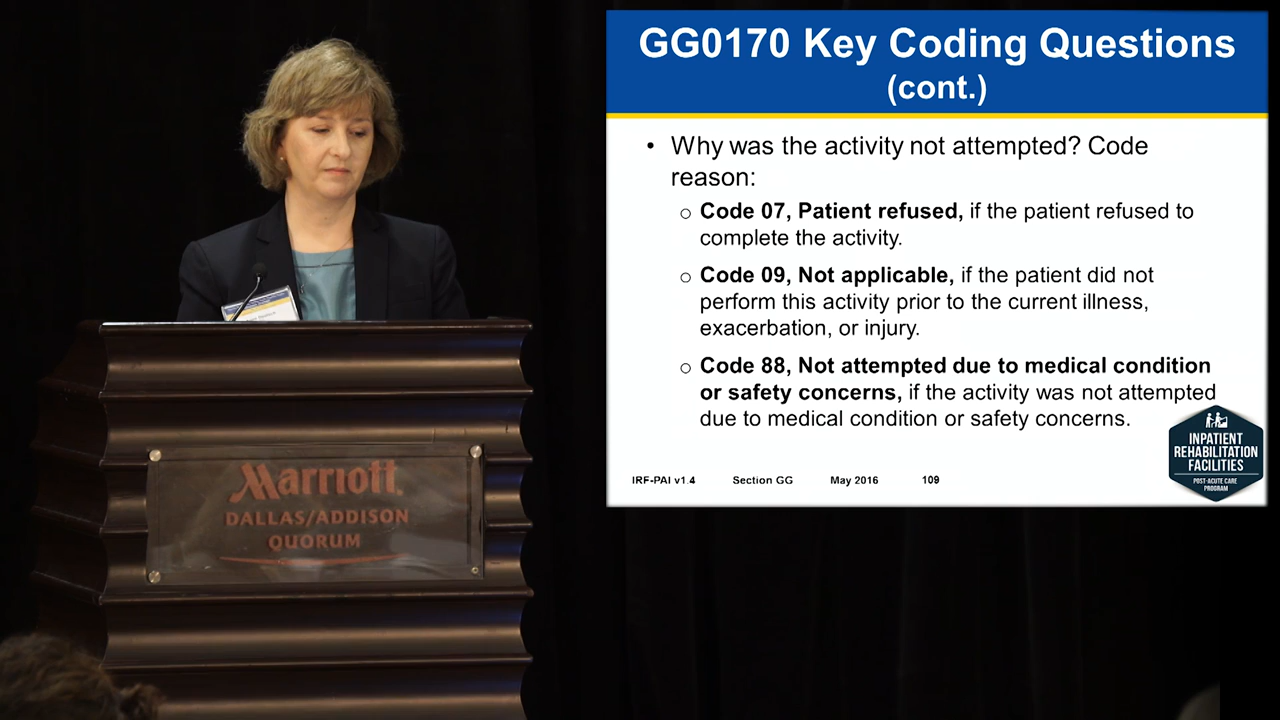 GG0170 Key Coding Questions
(cont.)
• Why was the activity not attempted? Code
reason:
o Code 07, Patient refused, if the patient refused to
complete the activity.
o Code 09, Not applicable, if the patient did not
perform this activity prior to the current illness,
exacerbation, or injury.
o Code 88, Not attempted due to medical condition
or safety concerns, if the activity was not attempted
due to medical condition or safety concerns.
INPATIENT
REHABILITATION
FACILITIES
POST-ACUTE CARE
PROGRAM
IRF-PAI v1.4 Section GG May 2016 109
Marriott
DALLAS/ADDISON
QUORUM